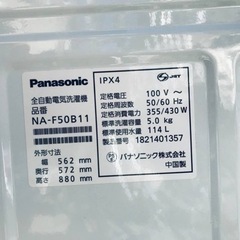 Panasonic
全自動電気洗濯機
品番
NA-F50B11
外形寸法
幅 562 mm
奥行 572 mm
高さ 880 mm
IPX4
JET
定格電圧 100 V～
定格周波数 50/60 Hz
定格消費電力 355/430 W
標準洗濯容量 5.0 kg
標準使用水量 114 L
製造番号 1821401357
パナソニック株式会社
中国製